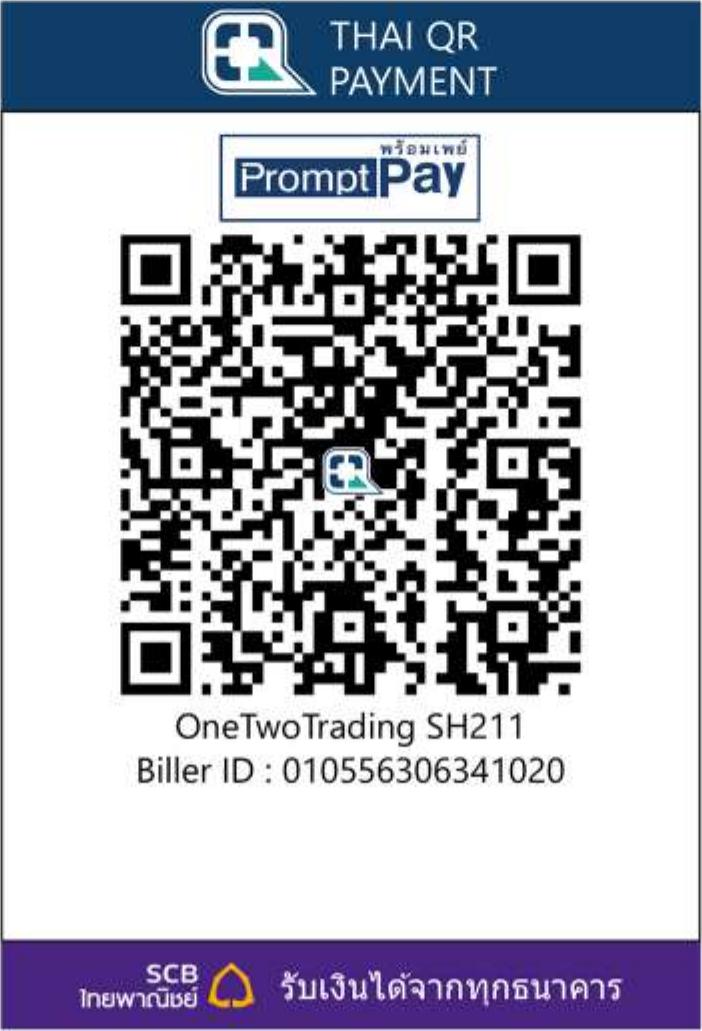 THAI QR
PAYMENT
พร้อมเพย์
Prompt Pay
OneTwoTrading SH211
Biller ID : 010556306341020
SCB
ไทยพาณิชย์
รับเงินได้จากทุกธนาคาร